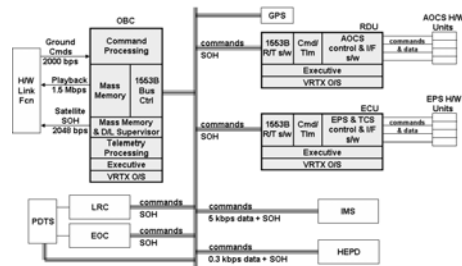 OBC
Ground
Cmds
2000 bps
H/W
Link
Fcn
Playback
1.5 Mbps
Satellite
SOH
2048 bps
Command
Processing
Mass
Memory
1553B
Bus
Ctrl
Mass Memory
& D/L Supervisor
Telemetry
Processing
Executive
VRTX O/S
GPS
commands
SOH
RDU
1553B
R/T s/w
Cmd/
Tlm
AOCS
control & I/F
s/w
Executive
VRTX O/S
commands
& data
AOCS H/W
Units
commands
SOH
ECU
1553B
R/T s/w
Cmd/
Tlm
EPS & TCS
control & I/F
s/w
Executive
VRTX O/S
commands
& data
EPS H/W
Units
PDTS
LRC
commands
SOH
EOC
commands
SOH
commands
5 kbps data + SOH
IMS
commands
0.3 kbps data + SOH
HEPD